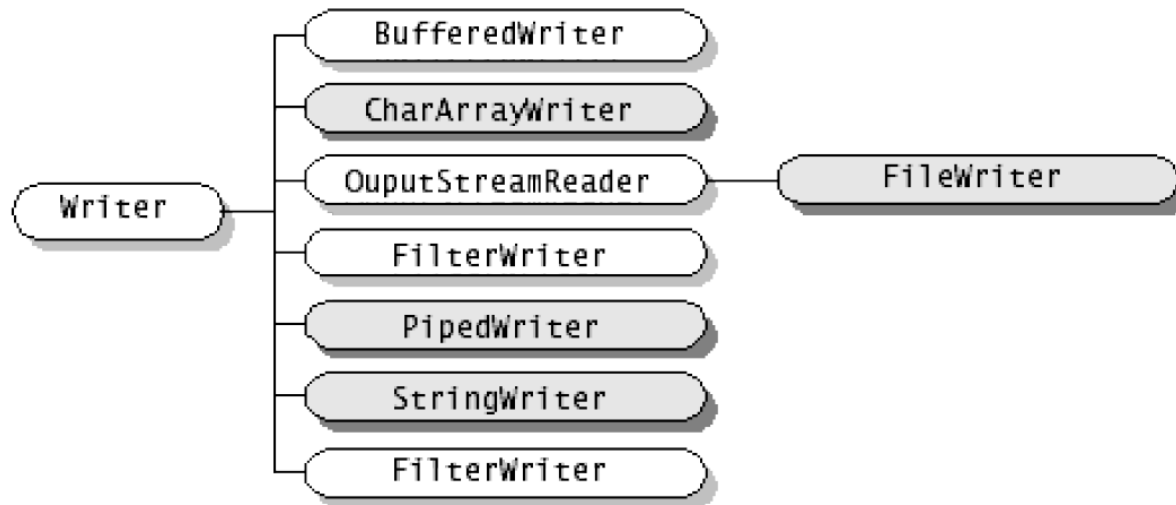 BufferedWriter
CharArrayWriter
OuputStreamReader
FileWriter
Writer
FilterWriter
PipedWriter
StringWriter
FilterWriter